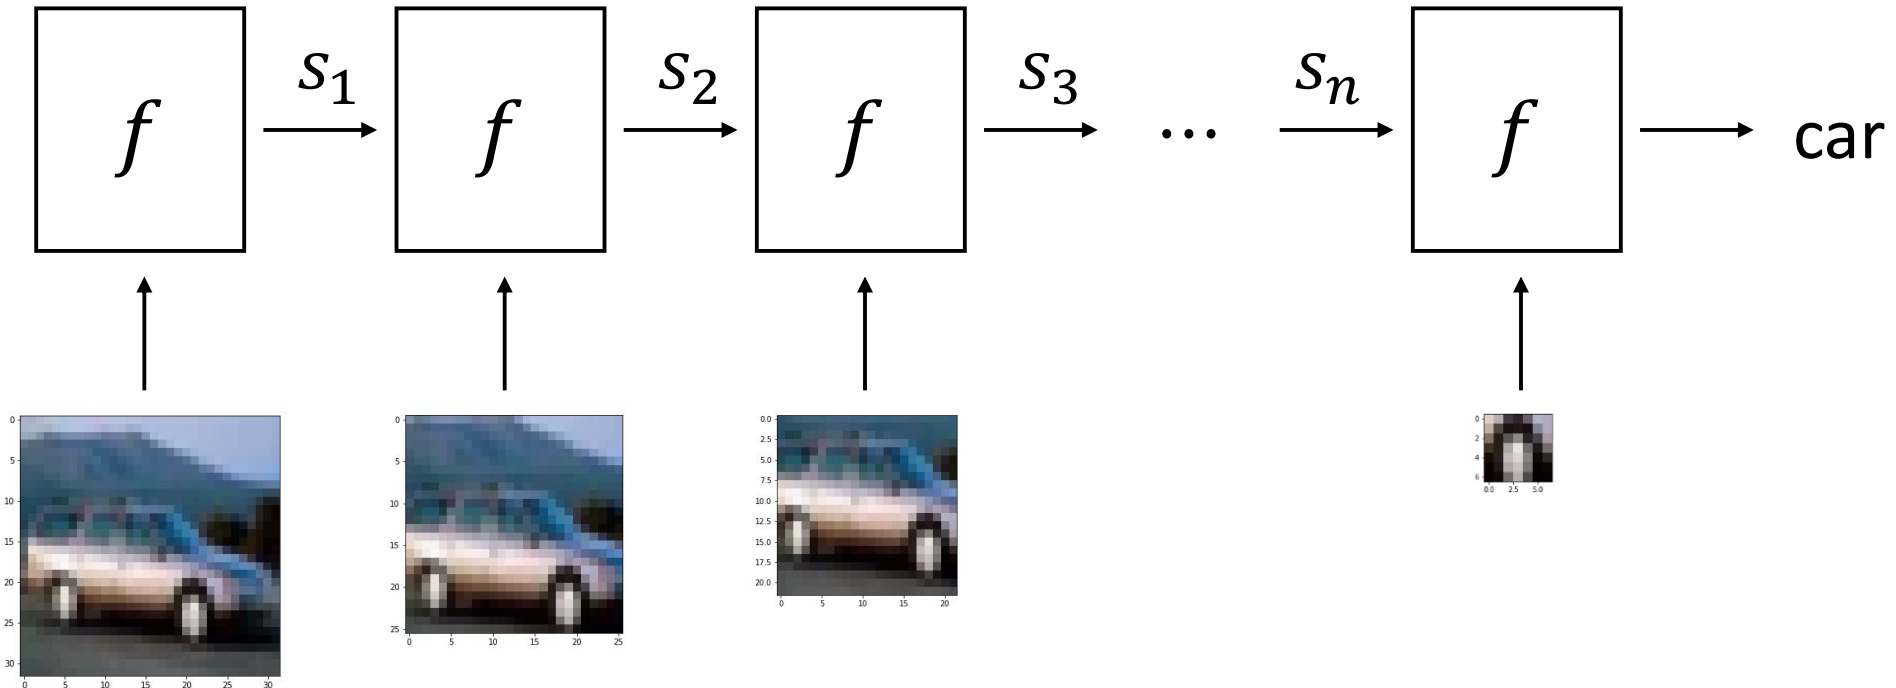 s₁ s₂ s₃ sₙ
f f f ... f car
0 0 0.0 0
5 5 2.5 2
10 10 5.0 4
15 15 7.5 6
20 20 10.0 0.0 2.5 5.0
25 25 12.5
30 0 5 10 15 20 25 15.0
0 5 10 15 20 25 30 17.5
20.0
0 5 10 15 20